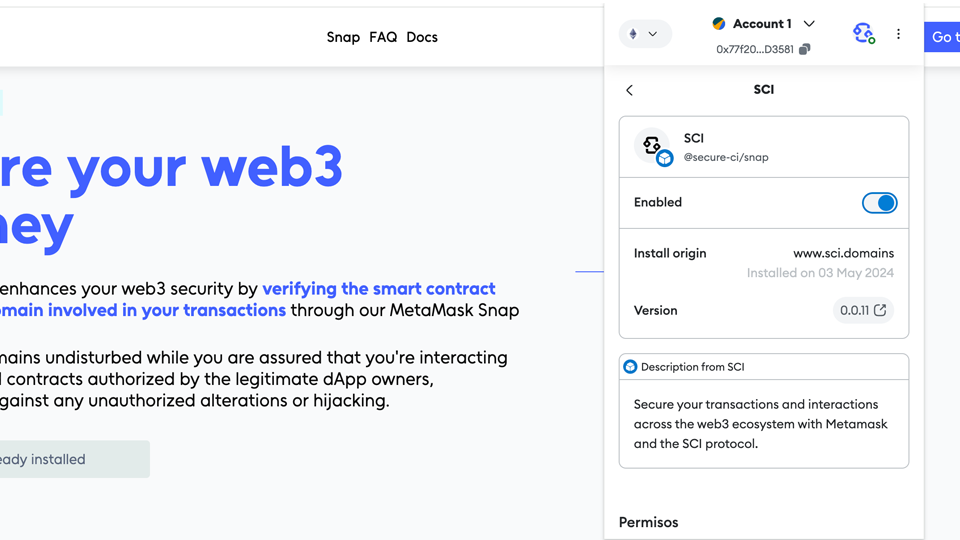 Snap FAQ Docs
Go t
re your web3
ney
enhances your web3 security by verifying the smart contract
main involved in your transactions through our MetaMask Snap
mains undisturbed while you are assured that you're interacting
contracts authorized by the legitimate dApp owners,
gainst any unauthorized alterations or hijacking.
eady installed
Account 1
0x77f20...D3581
SCI
SCI
@secure-ci/snap
Enabled
Install origin
www.sci.domains
Installed on 03 May 2024
Version
0.0.11
Description from SCI
Secure your transactions and interactions
across the web3 ecosystem with Metamask
and the SCI protocol.
Permisos